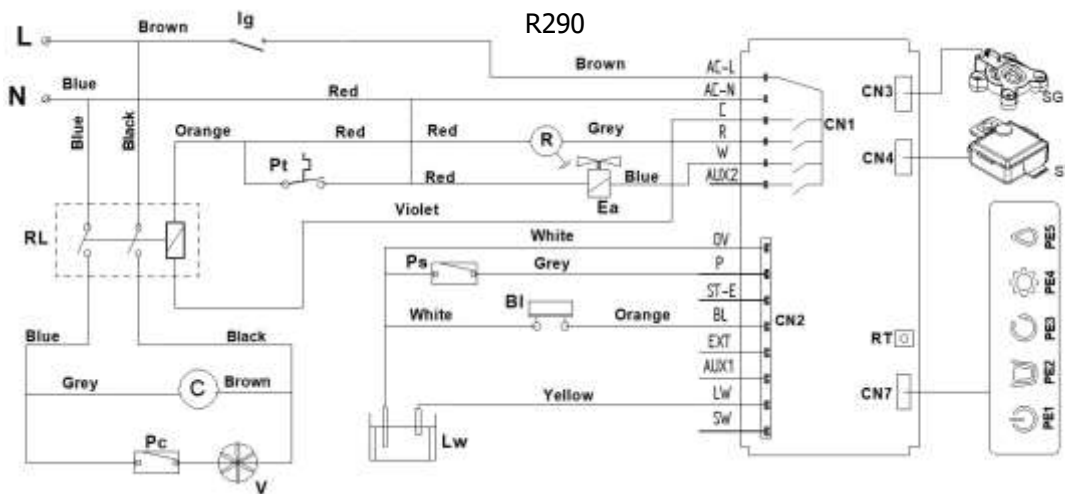 R290
L
Brown
Ig
Brown
AC-L
CN3
SG
N
Blue
Red
AC-N
Blue
Black
Orange
Red
Red
R
Grey
C
R
CN1
CN4
S
Pt
Red
Ea
Blue
W
AUX2
Violet
RL
White
0V
Ps
Grey
P
ST-E
White
Bl
Orange
BL
CN2
EXT
RT
AUX1
Yellow
LW
CN7
SW
Lw
Blue
Black
Grey
C
Brown
Pc
V
PE5
PE4
PE3
PE2
PE1